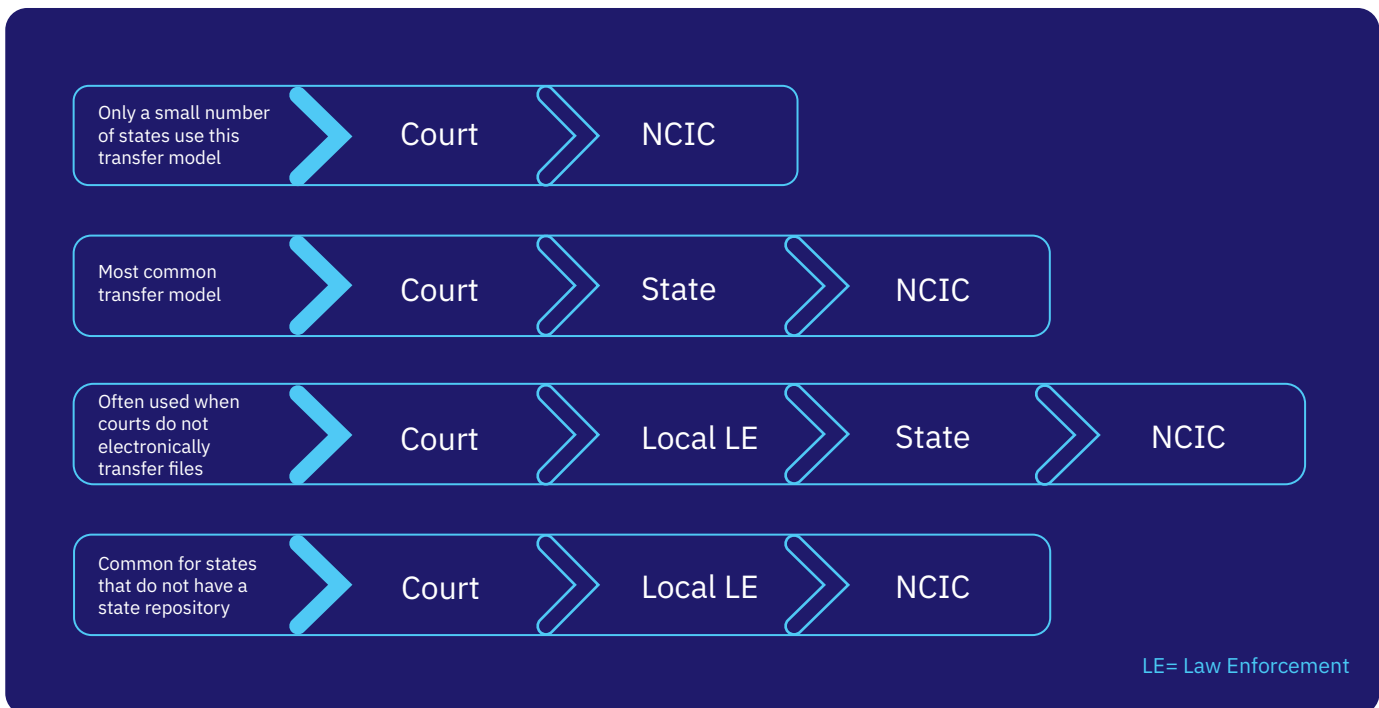 Only a small number
of states use this
transfer model
Court
NCIC
Most common
transfer model
Court
State
NCIC
Often used when
courts do not
electronically
transfer files
Court
Local LE
State
NCIC
Common for states
that do not have a
state repository
Court
Local LE
NCIC
LE= Law Enforcement